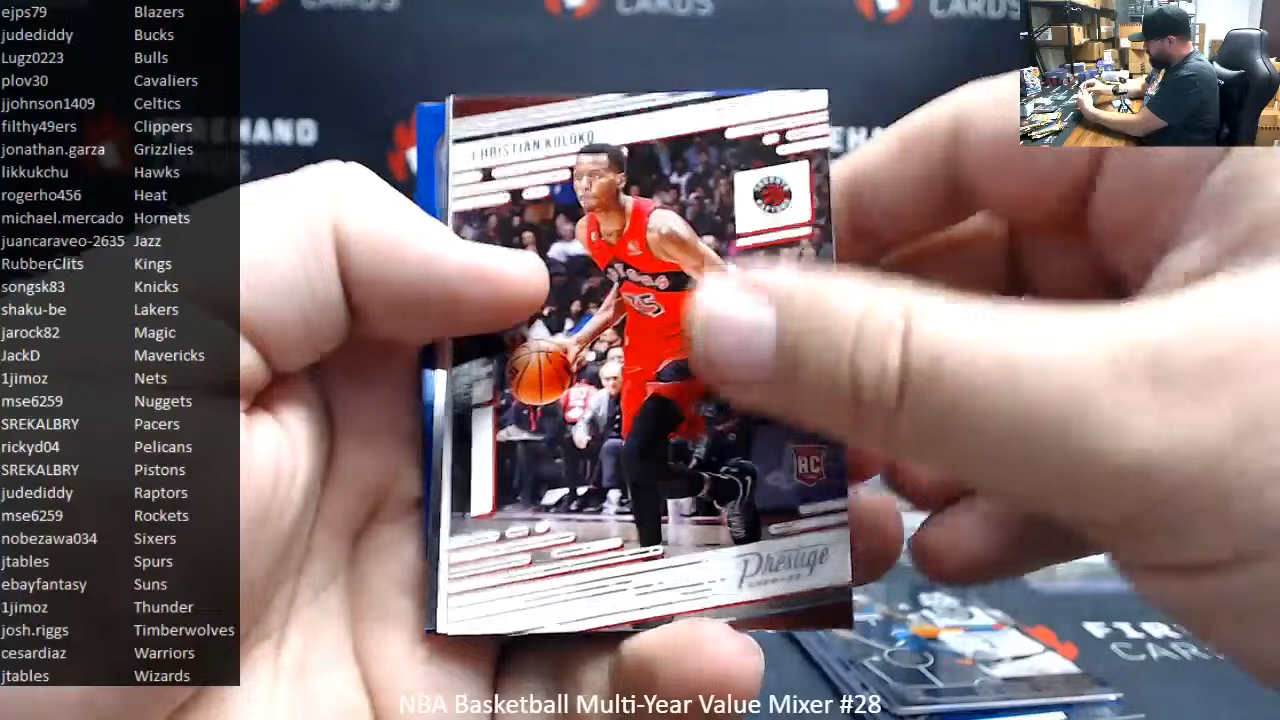 ejps79 Blazers
judediddy Bucks
Lugz0223 Bulls
plov30 Cavaliers
jjohnson1409 Celtics
filthy49ers Clippers
jonathan.garza Grizzlies
likkukchu Hawks
rogerho456 Heat
michael.mercado Hornets
juancaraveo-2635 Jazz
RubberClits Kings
songsk83 Knicks
shaku-be Lakers
jarock82 Magic
JackD Mavericks
1jimoz Nets
mse6259 Nuggets
SREKALBRY Pacers
rickyd04 Pelicans
SREKALBRY Pistons
judediddy Raptors
mse6259 Rockets
nobezawa034 Sixers
jtables Spurs
ebayfantasy Suns
1jimoz Thunder
josh.riggs Timberwolves
cesardiaz Warriors
jtables Wizards
CARDS
CARDS
CHRISTIAN KOLOKO
35
RC
Prestige
CARDS
NBA Basketball Multi-Year Value Mixer #28